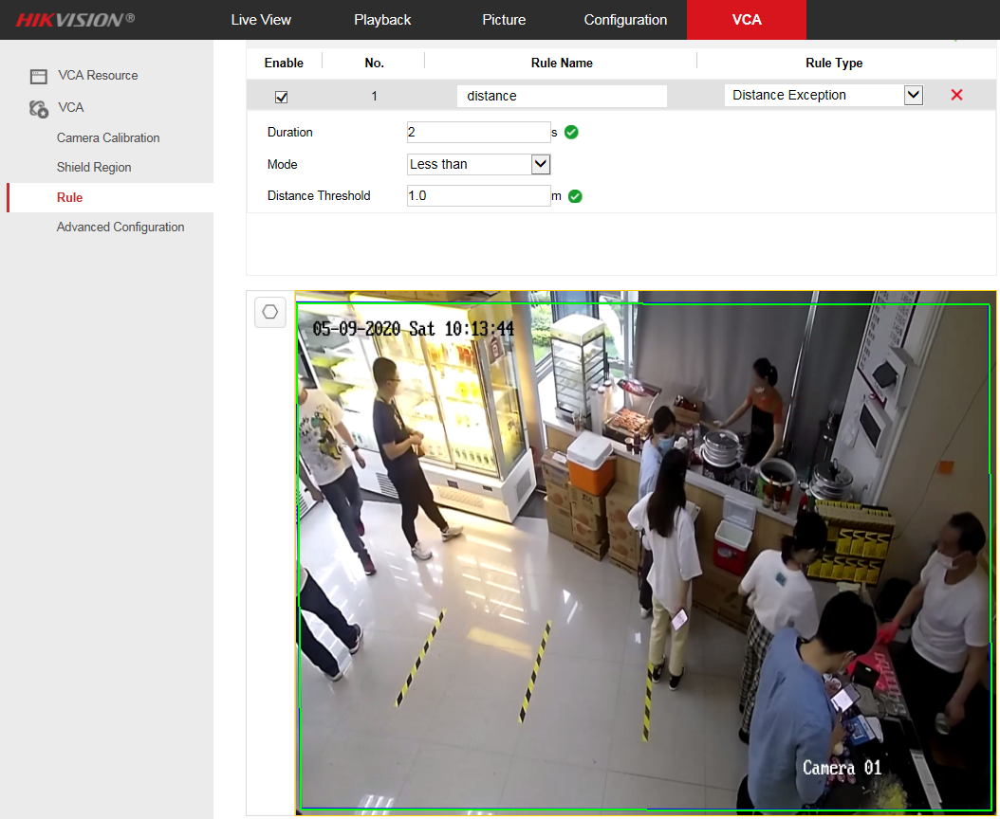 HIKVISION® Live View Playback Picture Configuration VCA
VCA Resource
VCA
Camera Calibration
Shield Region
Rule
Advanced Configuration
Enable No. Rule Name Rule Type
1 distance Distance Exception
Duration 2 s
Mode Less than
Distance Threshold 1.0 m
05-09-2020 Sat 10:13:44
Camera 01